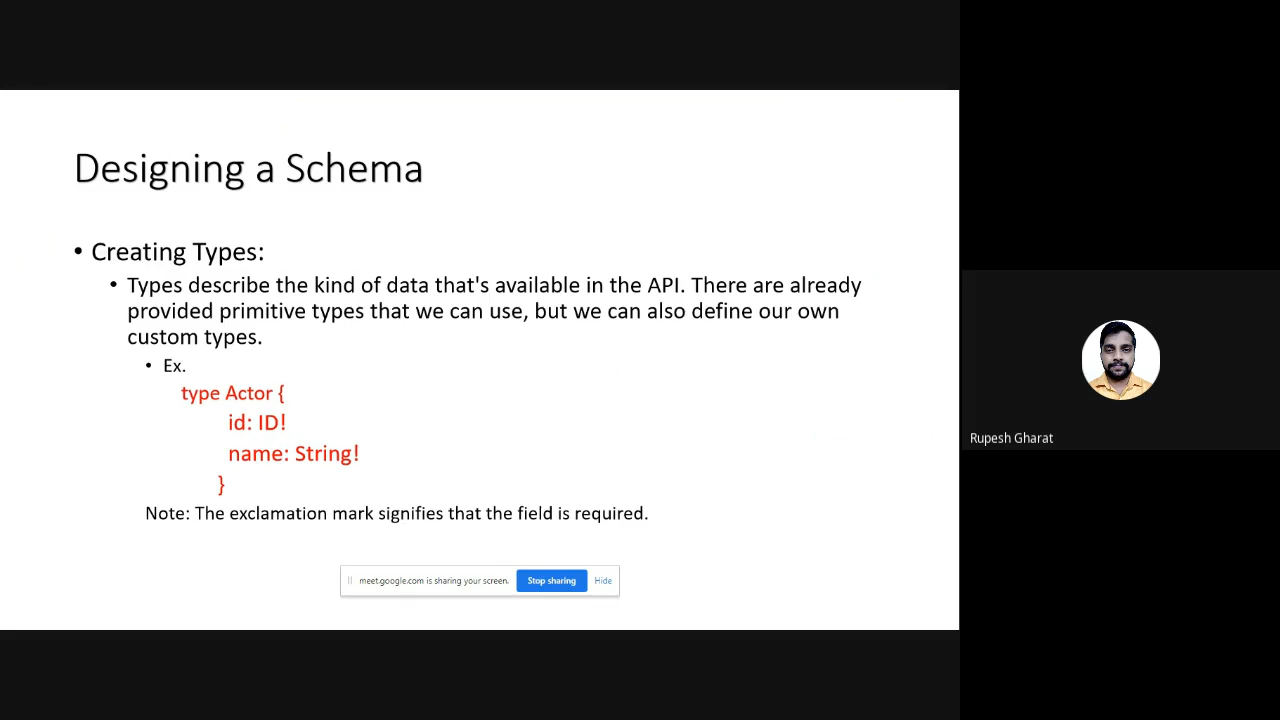 Designing a Schema
• Creating Types:
• Types describe the kind of data that's available in the API. There are already
provided primitive types that we can use, but we can also define our own
custom types.
• Ex.
type Actor {
id: ID!
name: String!
}
Note: The exclamation mark signifies that the field is required.
meet.google.com is sharing your screen. Stop sharing Hide
Rupesh Gharat